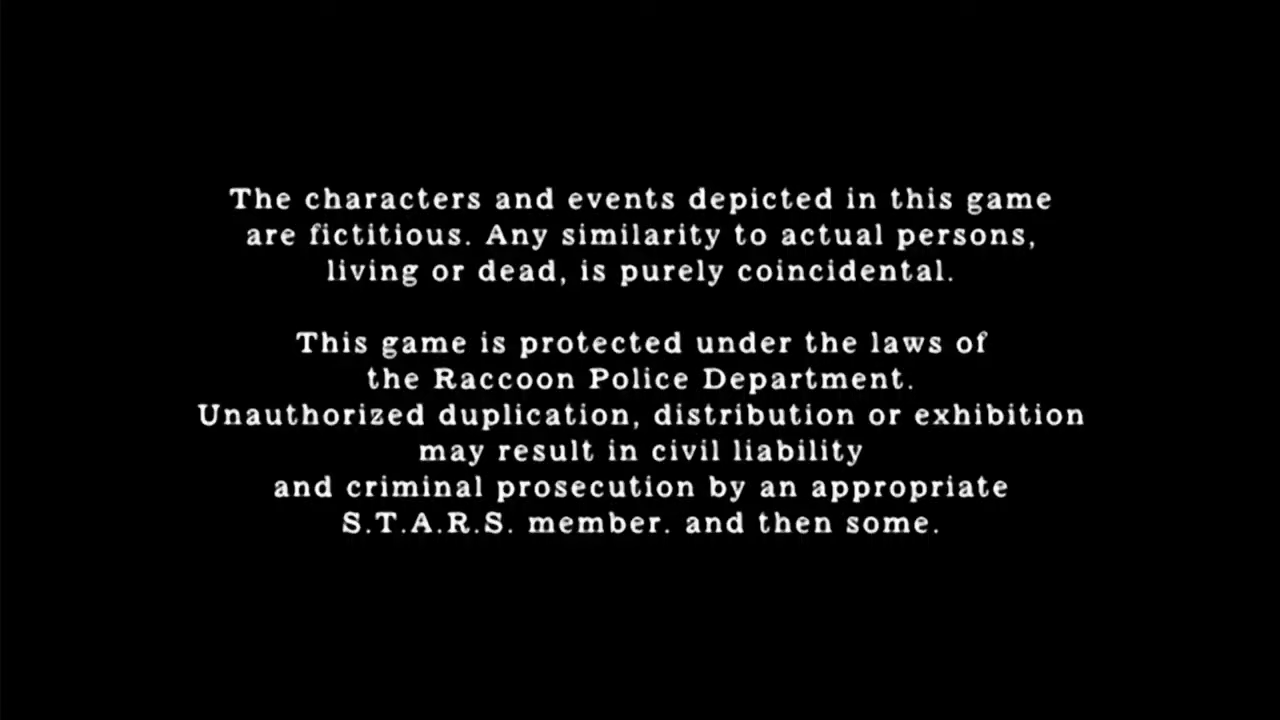 The characters and events depicted in this game
are fictitious. Any similarity to actual persons,
living or dead, is purely coincidental.
This game is protected under the laws of
the Raccoon Police Department.
Unauthorized duplication, distribution or exhibition
may result in civil liability
and criminal prosecution by an appropriate
S.T.A.R.S. member. and then some.